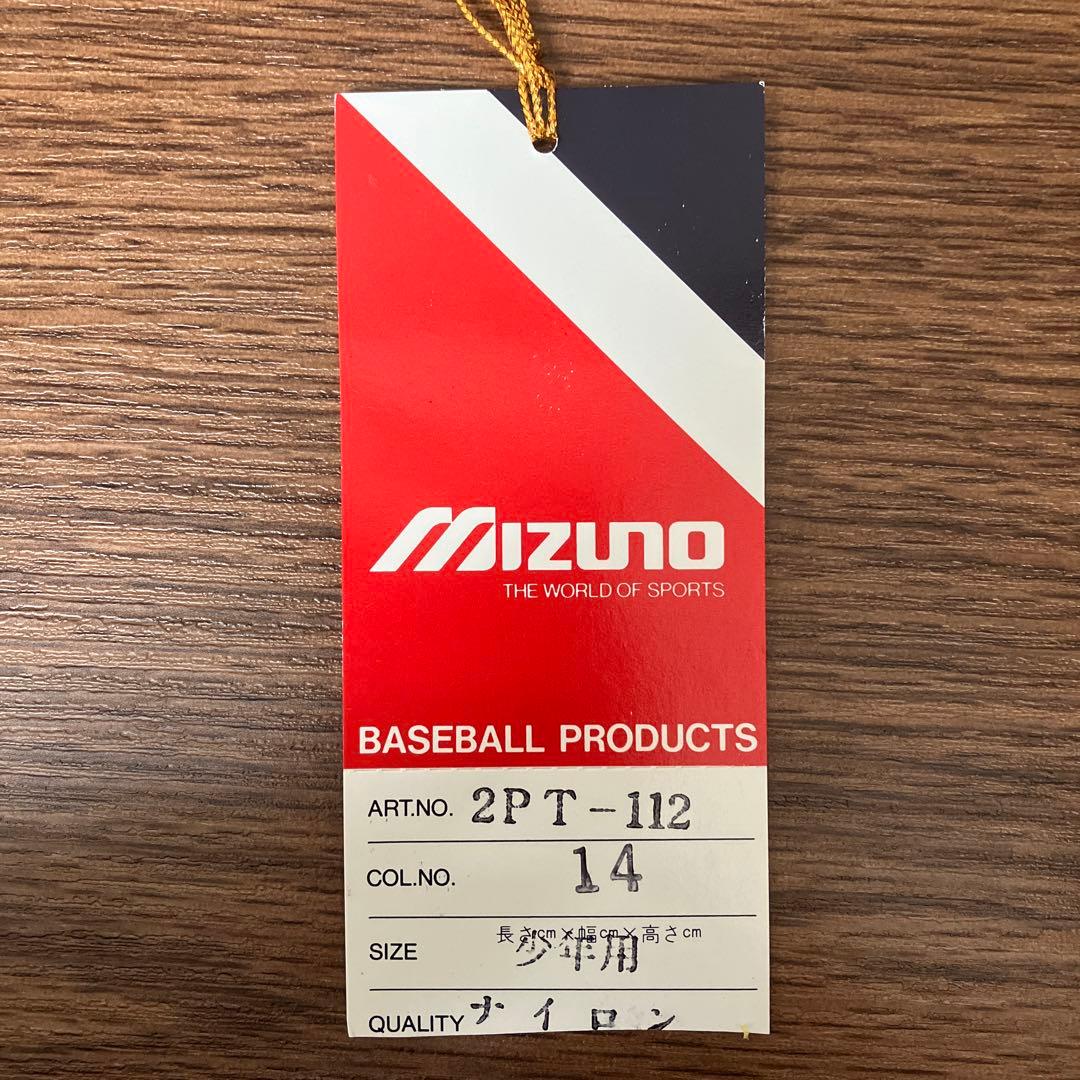 MIZUNO
THE WORLD OF SPORTS
BASEBALL PRODUCTS
ART.NO. 2PT-112
COL.NO. 14
長さcm×幅cm×高さcm
SIZE 少年用
QUALITY ナイロン